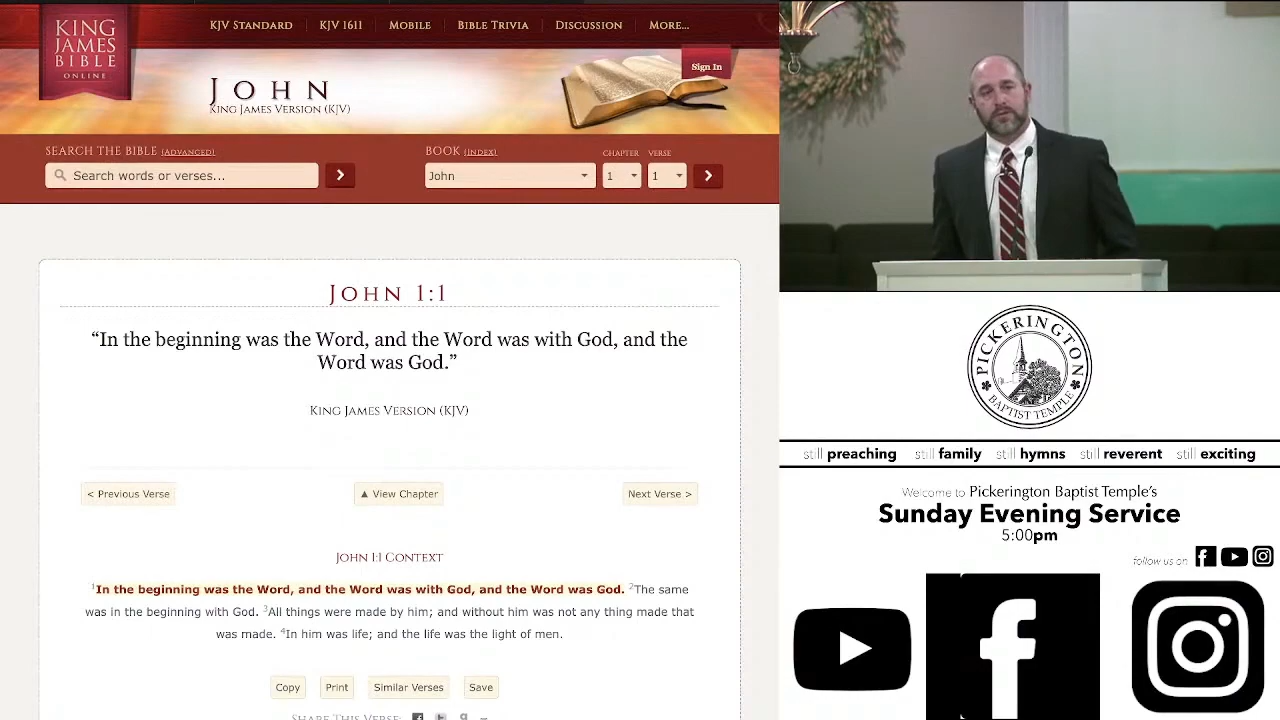 KING
JAMES
BIBLE
ONLINE
KJV STANDARD
KJV 1611
MOBILE
BIBLE TRIVIA
DISCUSSION
MORE...
Sign In
JOHN
KING JAMES VERSION (KJV)
SEARCH THE BIBLE (ADVANCED)
Search words or verses...
BOOK (INDEX)
CHAPTER
VERSE
John
1
1
JOHN 1:1
“In the beginning was the Word, and the Word was with God, and the
Word was God.”
KING JAMES VERSION (KJV)
< Previous Verse
▲ View Chapter
Next Verse >
JOHN 1:1 CONTEXT
1In the beginning was the Word, and the Word was with God, and the Word was God. 2The same
was in the beginning with God. 3All things were made by him; and without him was not any thing made that
was made. 4In him was life; and the life was the light of men.
Copy
Print
Similar Verses
Save
SHARE THIS VERSE:
PICKERINGTON
BAPTIST TEMPLE
still preaching still family still hymns still reverent still exciting
Welcome to Pickerington Baptist Temple's
Sunday Evening Service
5:00pm
follow us on